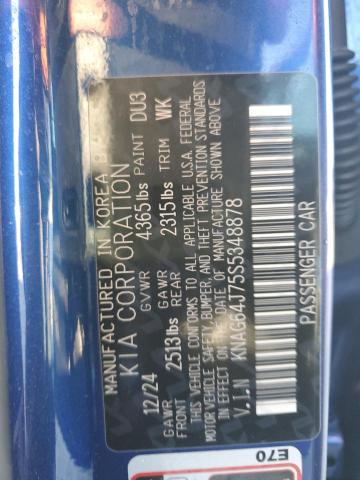 MANUFACTURED IN KOREA B
KIA CORPORATION
12/24 GVWR 4365 lbs PAINT DU3
GAWR FRONT 2513 lbs GAWR REAR 2315 lbs TRIM WK
THIS VEHICLE CONFORMS TO ALL APPLICABLE U.S.A. FEDERAL
MOTOR VEHICLE SAFETY, BUMPER, AND THEFT PREVENTION STANDARDS
IN EFFECT ON THE DATE OF MANUFACTURE SHOWN ABOVE
V.I.N KNAG64J75S5348878
PASSENGER CAR
E70